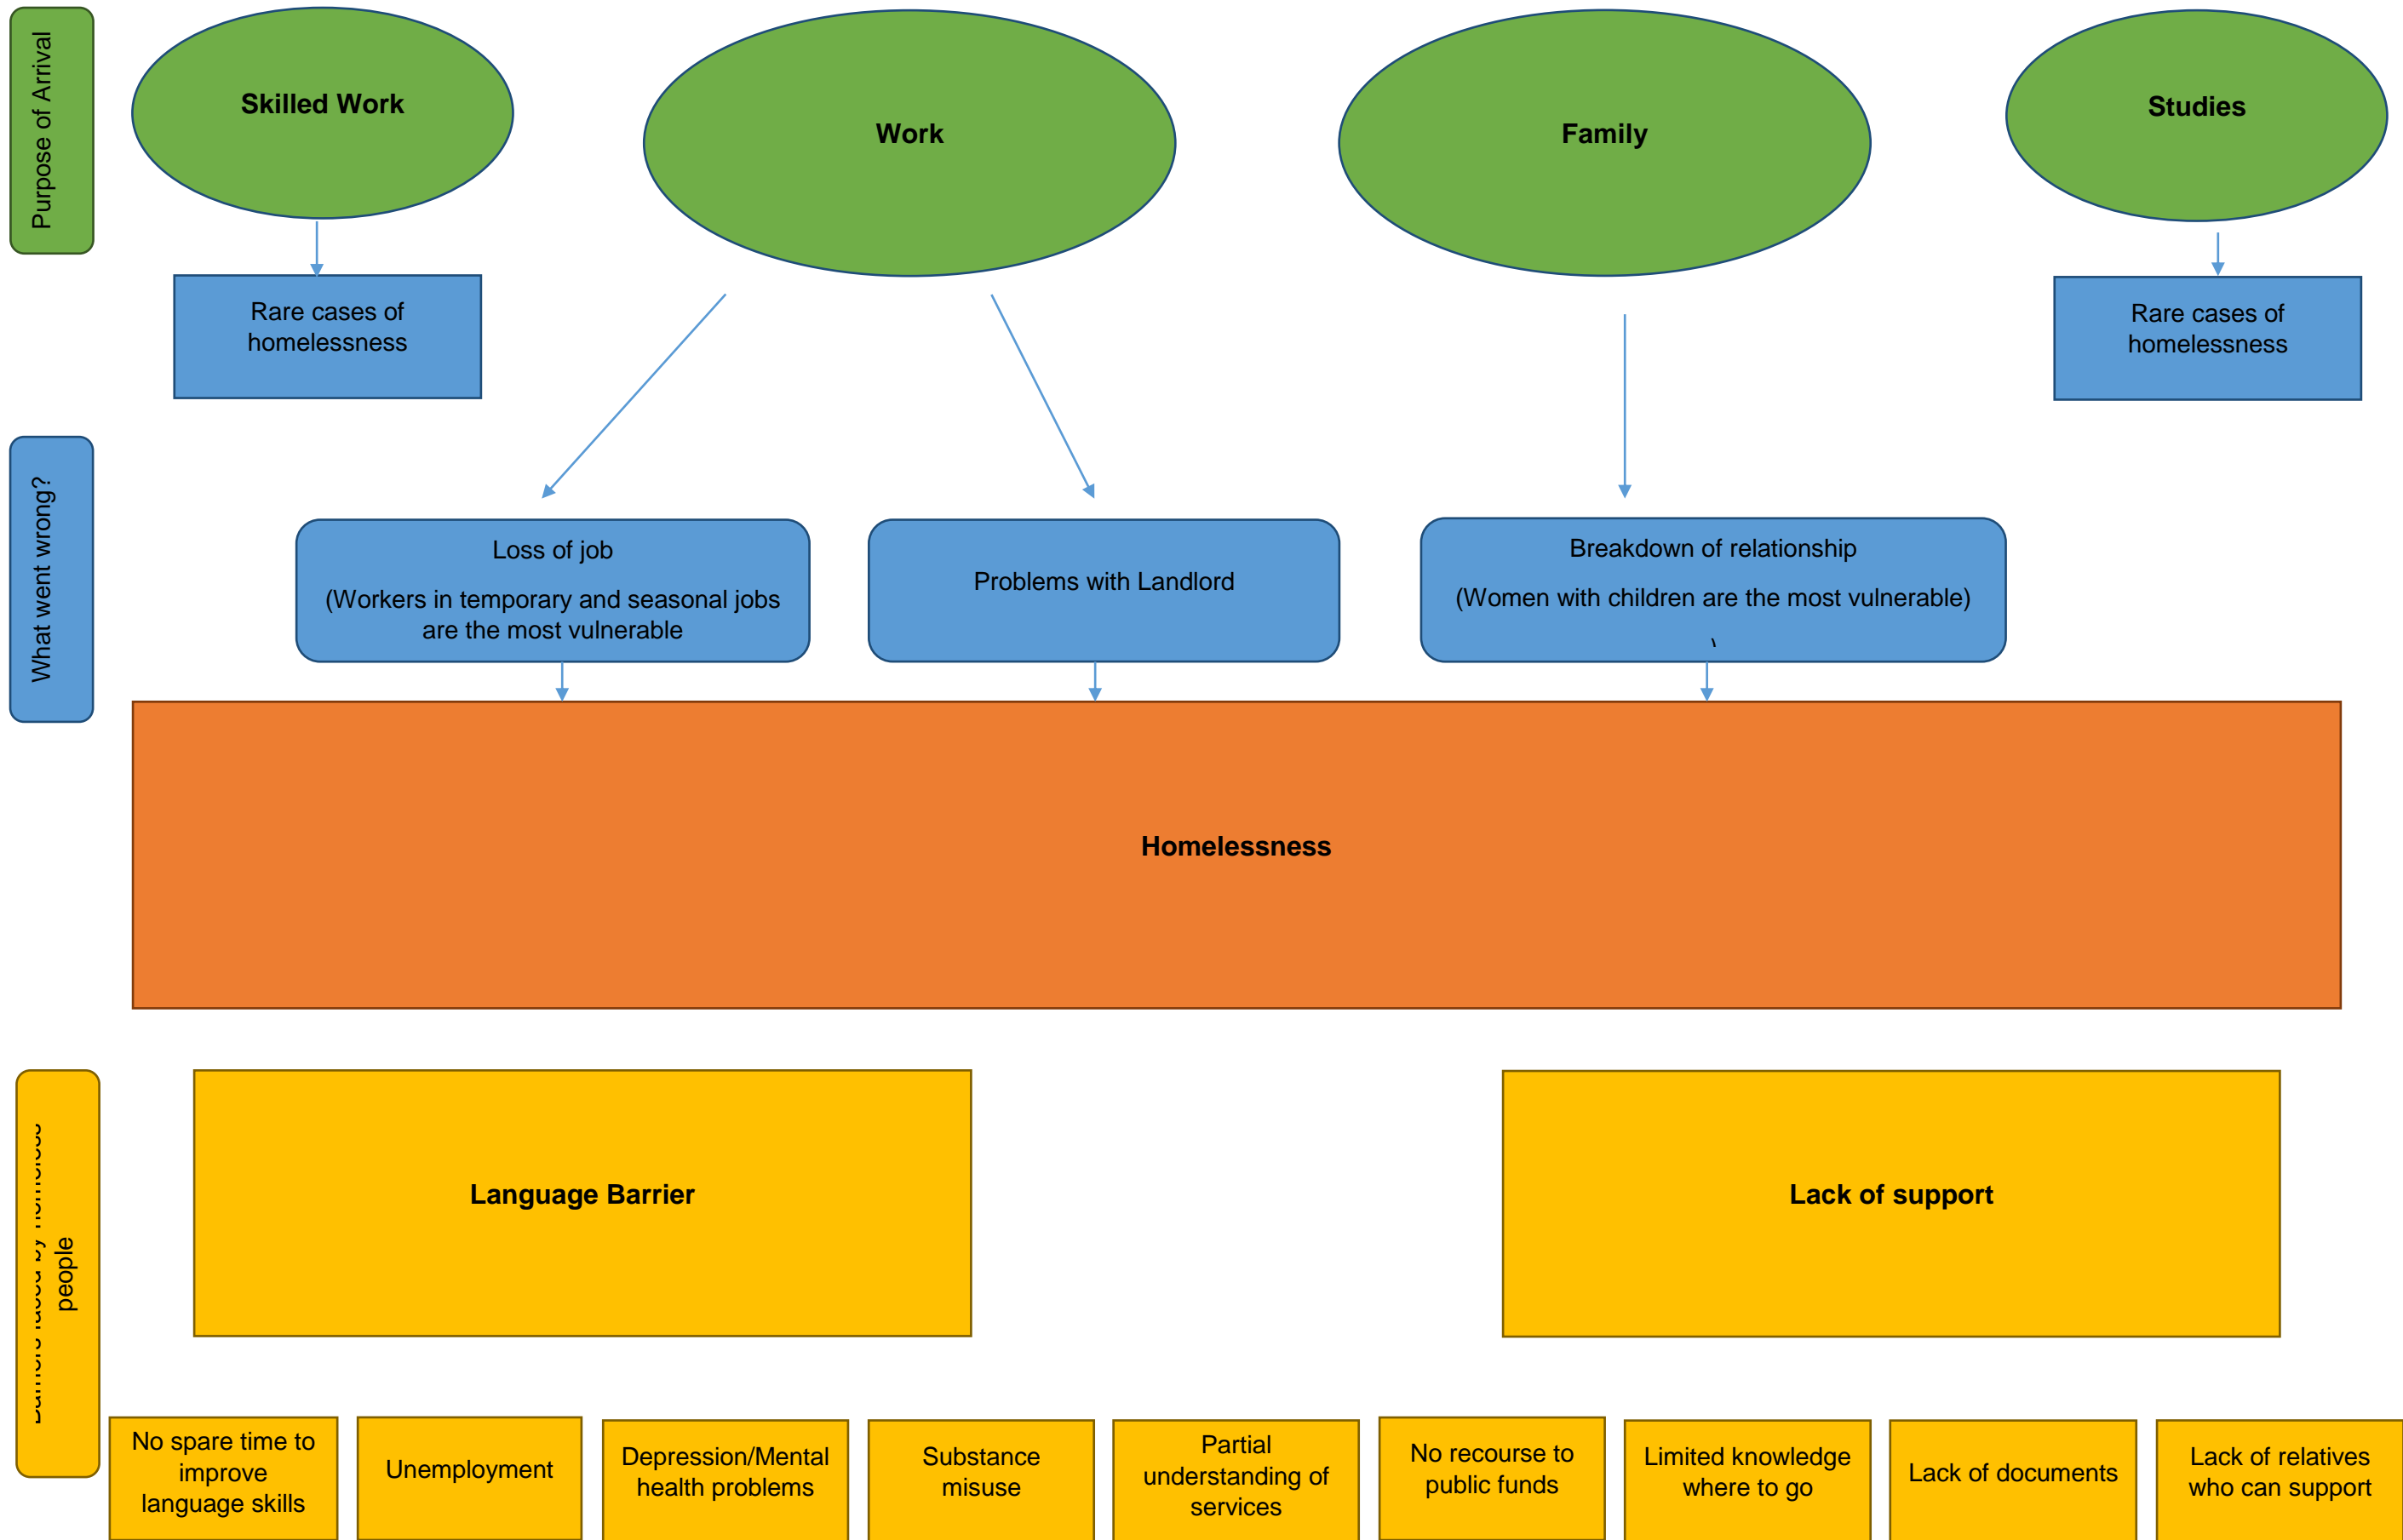 Purpose of Arrival
Skilled Work
Work
Family
Studies
Rare cases of
homelessness
Rare cases of
homelessness
What went wrong?
Loss of job
(Workers in temporary and seasonal jobs
are the most vulnerable
Problems with Landlord
Breakdown of relationship
(Women with children are the most vulnerable)
\
Homelessness
people
Language Barrier
Lack of support
No spare time to
improve
language skills
Unemployment
Depression/Mental
health problems
Substance
misuse
Partial
understanding of
services
No recourse to
public funds
Limited knowledge
where to go
Lack of documents
Lack of relatives
who can support